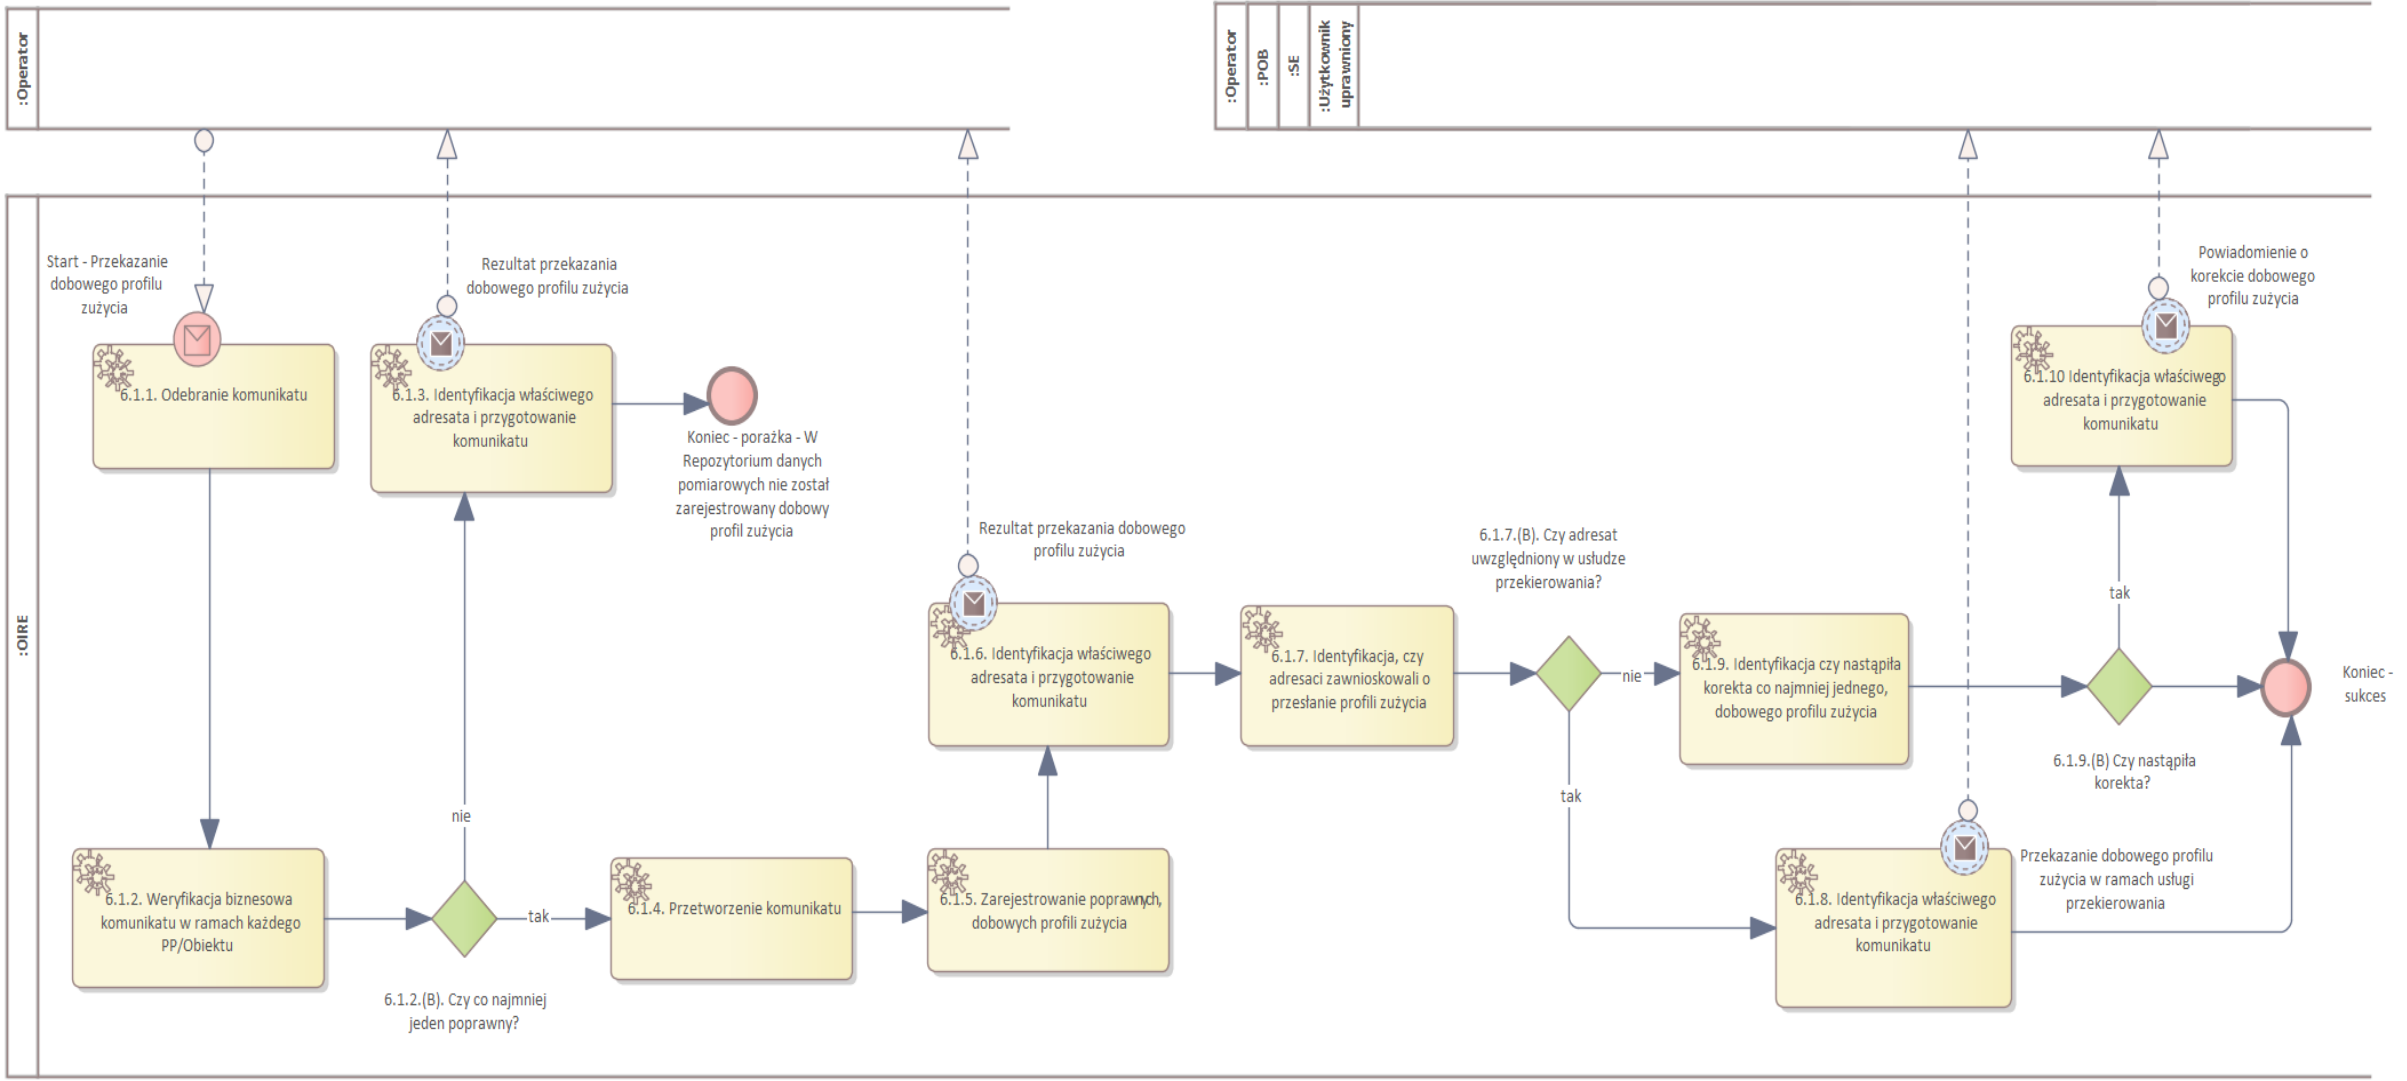 :Operator
:Operator
:POB
:SE
:Użytkownik
uprawniony
:OIRE
Start - Przekazanie
dobowego profilu
zużycia
6.1.1. Odebranie komunikatu
Rezultat przekazania
dobowego profilu zużycia
6.1.3. Identyfikacja właściwego
adresata i przygotowanie
komunikatu
Koniec - porażka - W
Repozytorium danych
pomiarowych nie został
zarejestrowany dobowy
profil zużycia
6.1.2. Weryfikacja biznesowa
komunikatu w ramach każdego
PP/Obiektu
nie
tak
6.1.2.(B). Czy co najmniej
jeden poprawny?
6.1.4. Przetworzenie komunikatu
6.1.5. Zarejestrowanie poprawnych,
dobowych profili zużycia
Rezultat przekazania dobowego
profilu zużycia
6.1.6. Identyfikacja właściwego
adresata i przygotowanie
komunikatu
6.1.7. Identyfikacja, czy
adresaci zawnioskowali o
przesłanie profili zużycia
6.1.7.(B). Czy adresat
uwzględniony w usłudze
przekierowania?
nie
tak
6.1.9. Identyfikacja czy nastąpiła
korekta co najmniej jednego,
dobowego profilu zużycia
6.1.8. Identyfikacja właściwego
adresata i przygotowanie
komunikatu
Przekazanie dobowego profilu
zużycia w ramach usługi
przekierowania
6.1.9.(B) Czy nastąpiła
korekta?
tak
6.1.10 Identyfikacja właściwego
adresata i przygotowanie
komunikatu
Powiadomienie o
korekcie dobowego
profilu zużycia
Koniec -
sukces